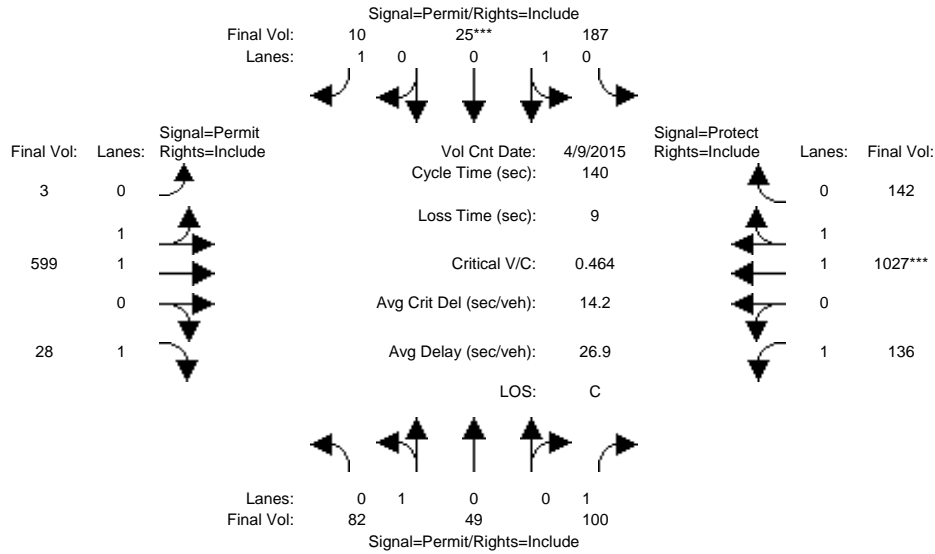 Signal=Permit/Rights=Include
Final Vol: 10 25*** 187
Lanes: 1 0 0 1 0
Signal=Permit
Final Vol: Lanes: Rights=Include
Vol Cnt Date: 4/9/2015
Signal=Protect
Rights=Include Lanes: Final Vol:
Cycle Time (sec): 140
3 0
0 142
Loss Time (sec): 9
1
1
599 1
Critical V/C: 0.464
1 1027***
0
Avg Crit Del (sec/veh): 14.2
0
28 1
Avg Delay (sec/veh): 26.9
1 136
LOS: C
Lanes: 0 1 0 0 1
Final Vol: 82 49 100
Signal=Permit/Rights=Include